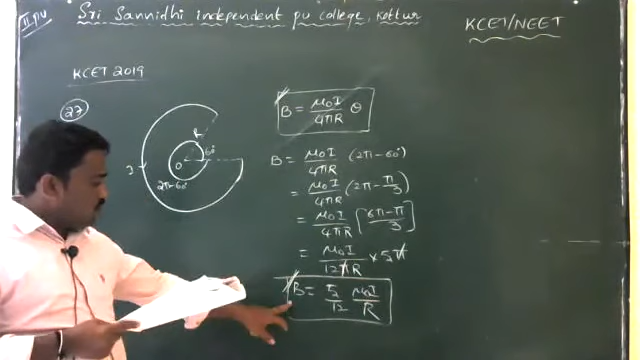 II PU
Sri Sannidhi independent pu college, Kottur
KCET/NEET
KCET 2019
27
R
60°
O
2π-60°
B = μ₀I/4πR θ
B = μ₀I/4πR (2π-60°)
= μ₀I/4πR (2π-π/3)
= μ₀I/4πR [6π-π/3]
= μ₀I/12πR × 5π
B = 5/12 μ₀I/R